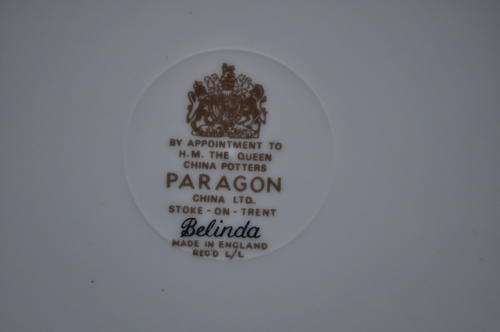 BY APPOINTMENT TO
H.M. THE QUEEN
CHINA POTTERS
PARAGON
CHINA LTD.
STOKE-ON-TRENT
Belinda
MADE IN ENGLAND
REG'D L/L